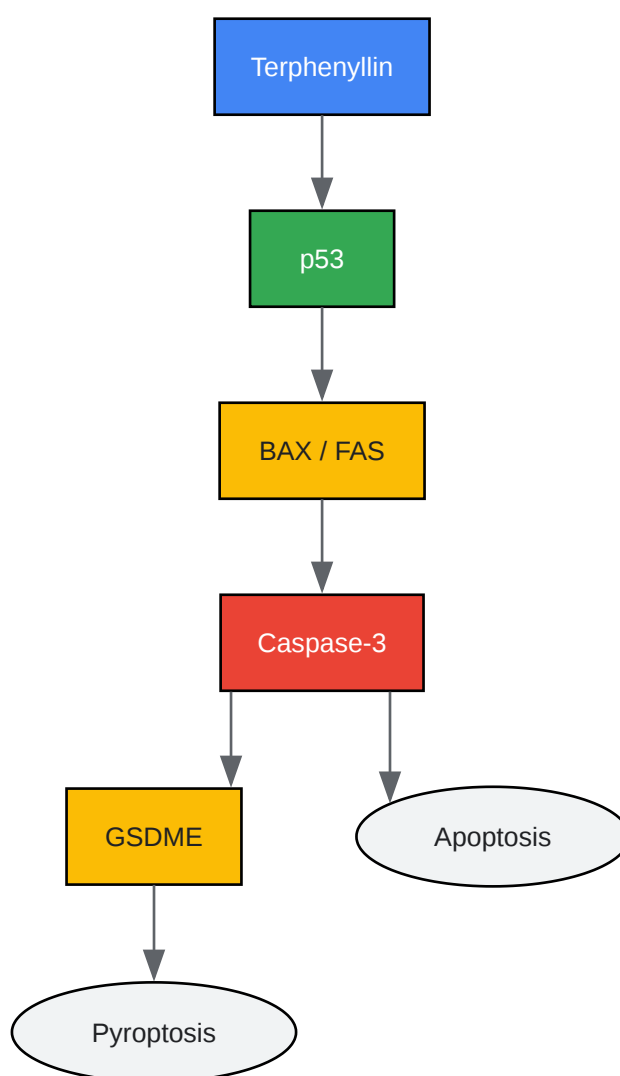 Terphenyllin
p53
BAX / FAS
Caspase-3
GSDME
Apoptosis
Pyroptosis